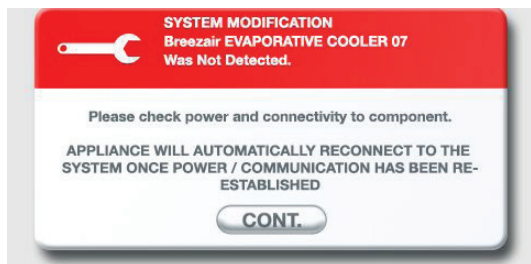 SYSTEM MODIFICATION
Breezair EVAPORATIVE COOLER 07
Was Not Detected.
Please check power and connectivity to component.
APPLIANCE WILL AUTOMATICALLY RECONNECT TO THE
SYSTEM ONCE POWER / COMMUNICATION HAS BEEN RE-
ESTABLISHED
CONT.